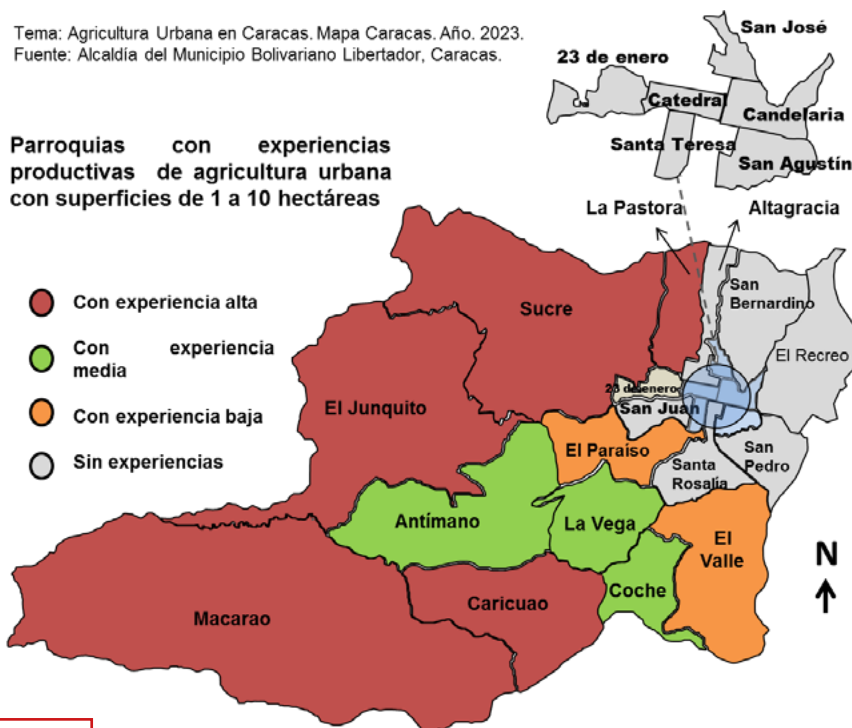 Tema: Agricultura Urbana en Caracas. Mapa Caracas. Año. 2023.
Fuente: Alcaldía del Municipio Bolivariano Libertador, Caracas.
San José
23 de enero
Catedral
Candelaria
Santa Teresa
San Agustín
Parroquias con experiencias
productivas de agricultura urbana
con superficies de 1 a 10 hectáreas
La Pastora
Altagracia
Con experiencia alta
Con experiencia
media
Con experiencia baja
Sin experiencias
Sucre
San
Bernardino
El Recreo
23 de enero
El Junquito
San Juan
El Paraíso
San
Pedro
Santa
Rosalía
Antímano
La Vega
El
Valle
N
Coche
Caricuao
Macarao